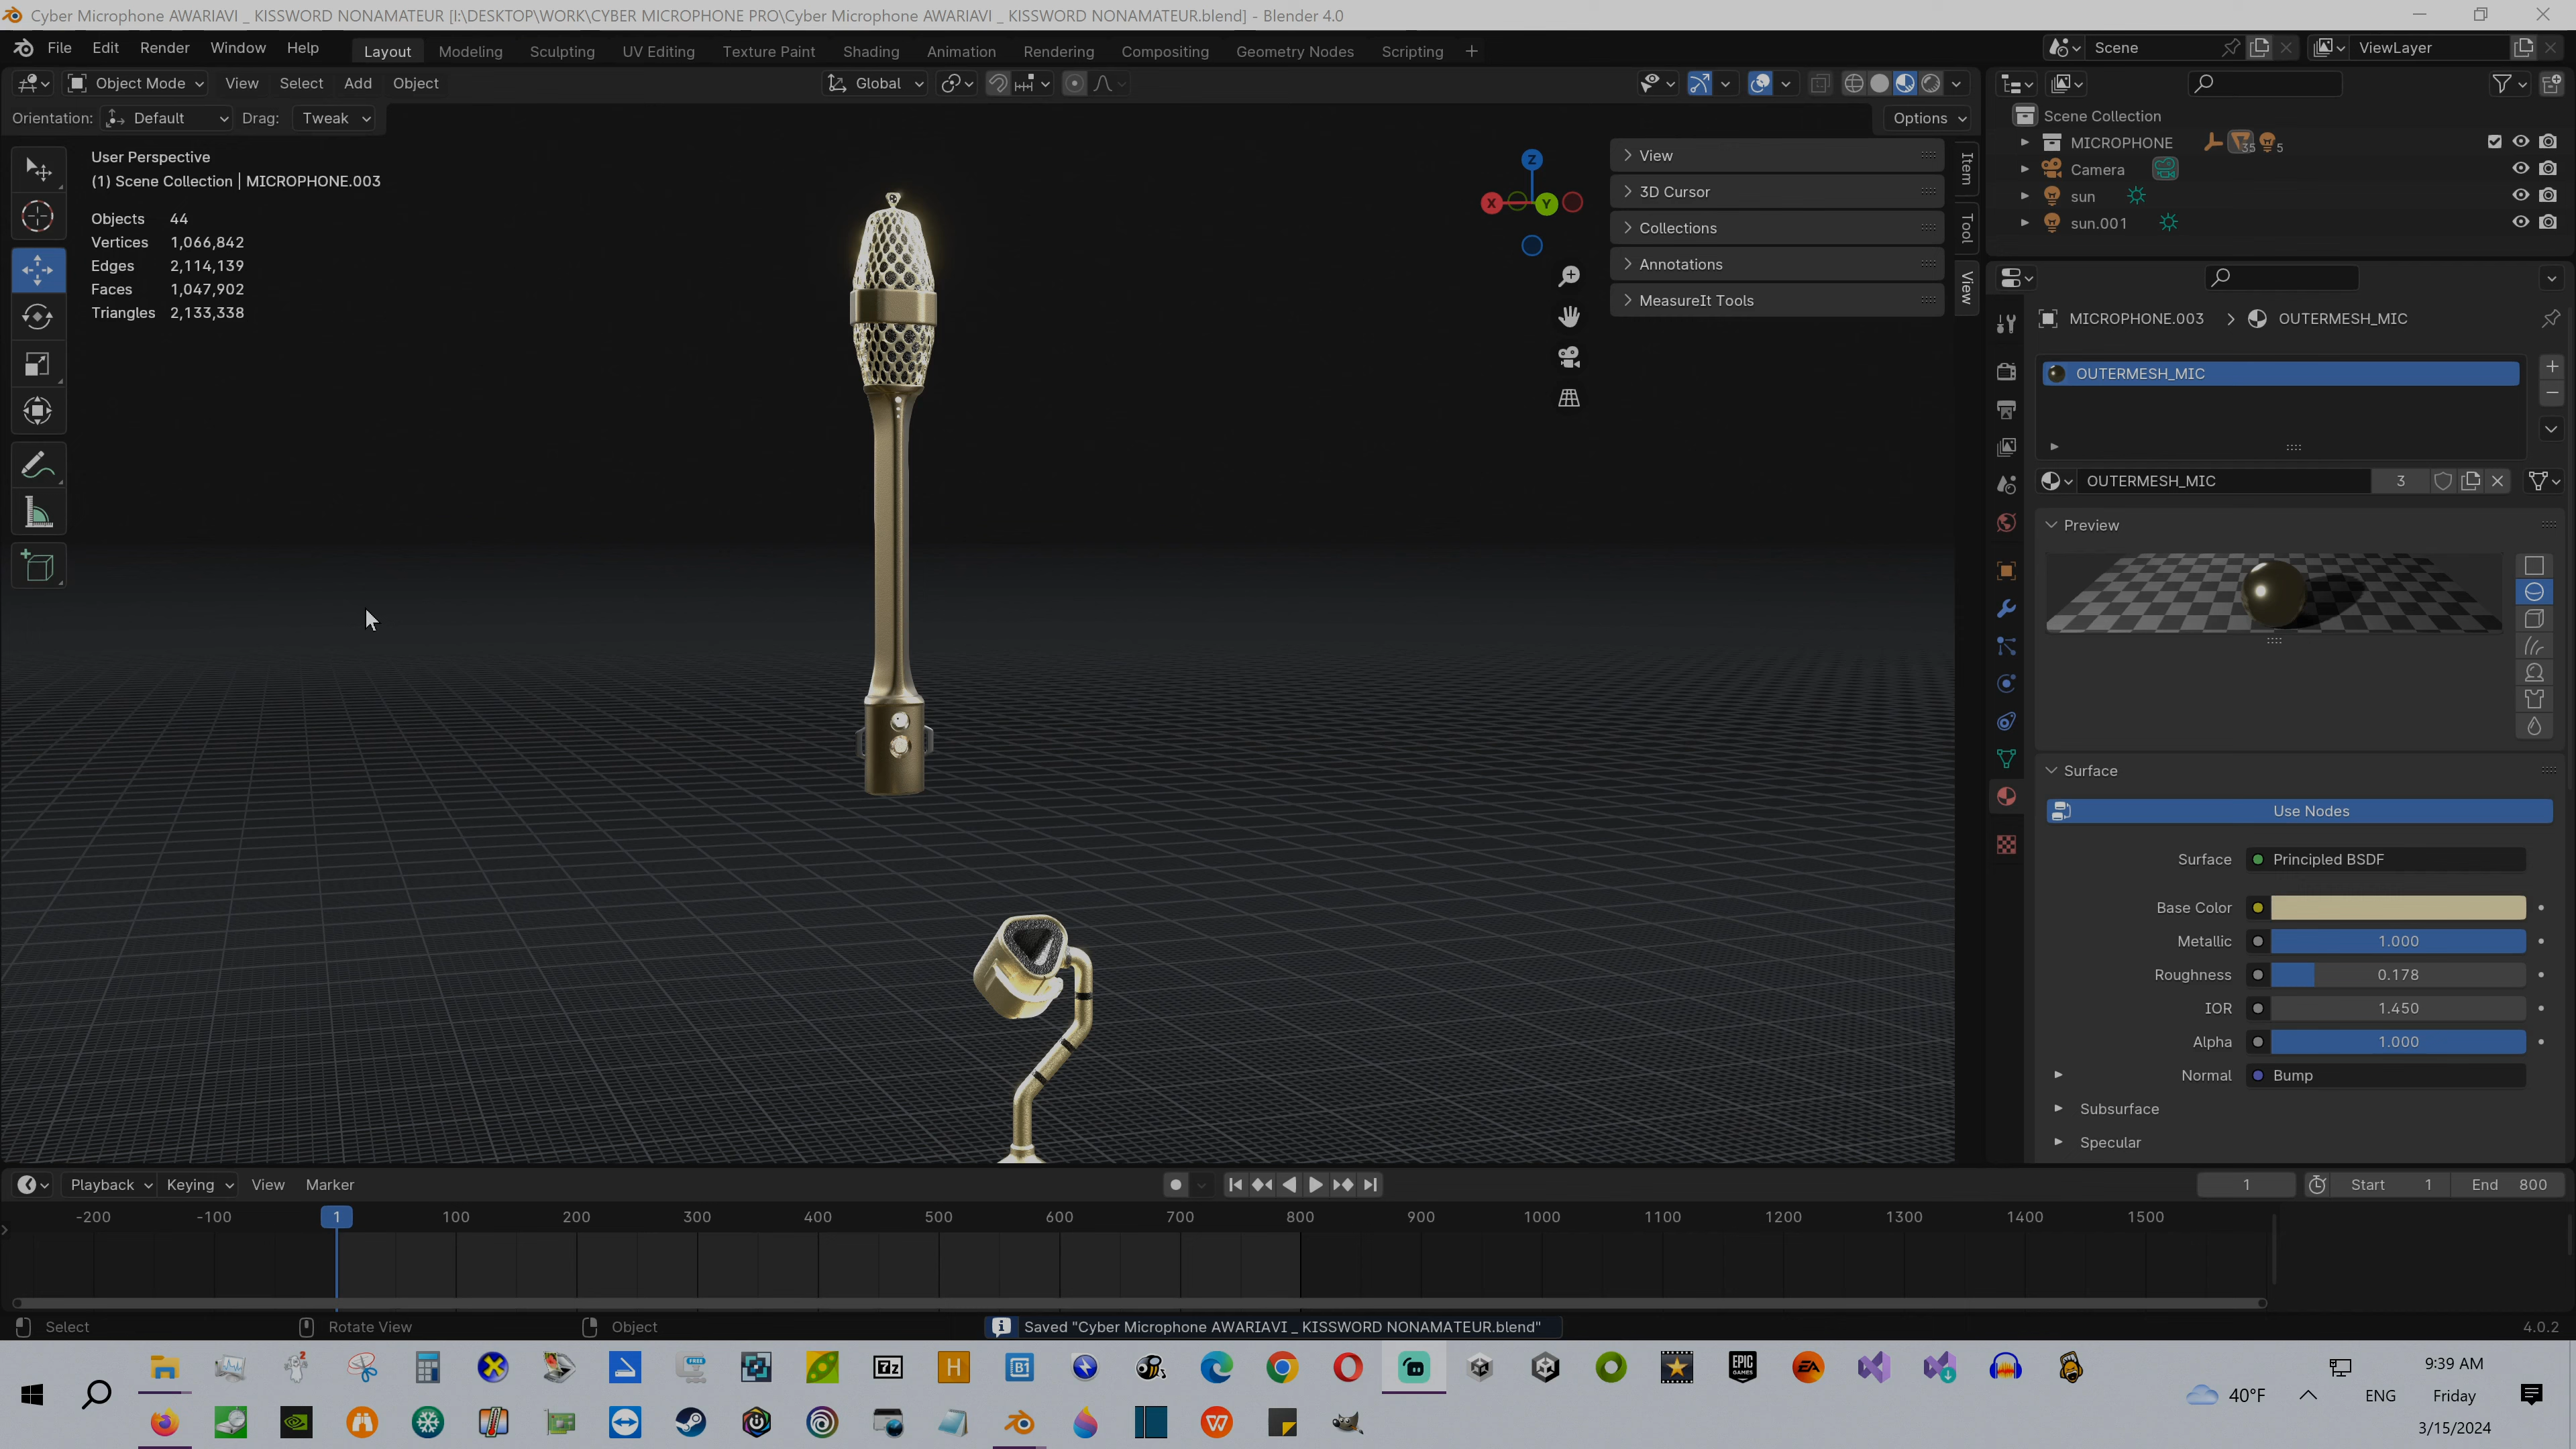 Cyber Microphone AWARIAVI _ KISSWORD NONAMATEUR [I:\DESKTOP\WORK\CYBER MICROPHONE PRO\Cyber Microphone AWARIAVI _ KISSWORD NONAMATEUR.blend] - Blender 4.0
File Edit Render Window Help Layout Modeling Sculpting UV Editing Texture Paint Shading Animation Rendering Compositing Geometry Nodes Scripting + Scene ViewLayer
Object Mode View Select Add Object Global
Orientation: Default Drag: Tweak Options
User Perspective
(1) Scene Collection | MICROPHONE.003
Objects 44
Vertices 1,066,842
Edges 2,114,139
Faces 1,047,902
Triangles 2,133,338
Z
X
Y
View
3D Cursor
Collections
Annotations
MeasureIt Tools
Item
Tool
View
Scene Collection
MICROPHONE 35 5
Camera
sun
sun.001
MICROPHONE.003 > OUTERMESH_MIC
OUTERMESH_MIC
OUTERMESH_MIC 3
Preview
Surface
Use Nodes
Surface Principled BSDF
Base Color
Metallic 1.000
Roughness 0.178
IOR 1.450
Alpha 1.000
Normal Bump
Subsurface
Specular
Playback Keying View Marker 1 Start 1 End 800
-200 -100 1 100 200 300 400 500 600 700 800 900 1000 1100 1200 1300 1400 1500
Select Rotate View Object Saved "Cyber Microphone AWARIAVI _ KISSWORD NONAMATEUR.blend" 4.0.2
2 FREE 7z H B1 EPIC GAMES EA
9:39 AM
40°F ENG Friday
3/15/2024